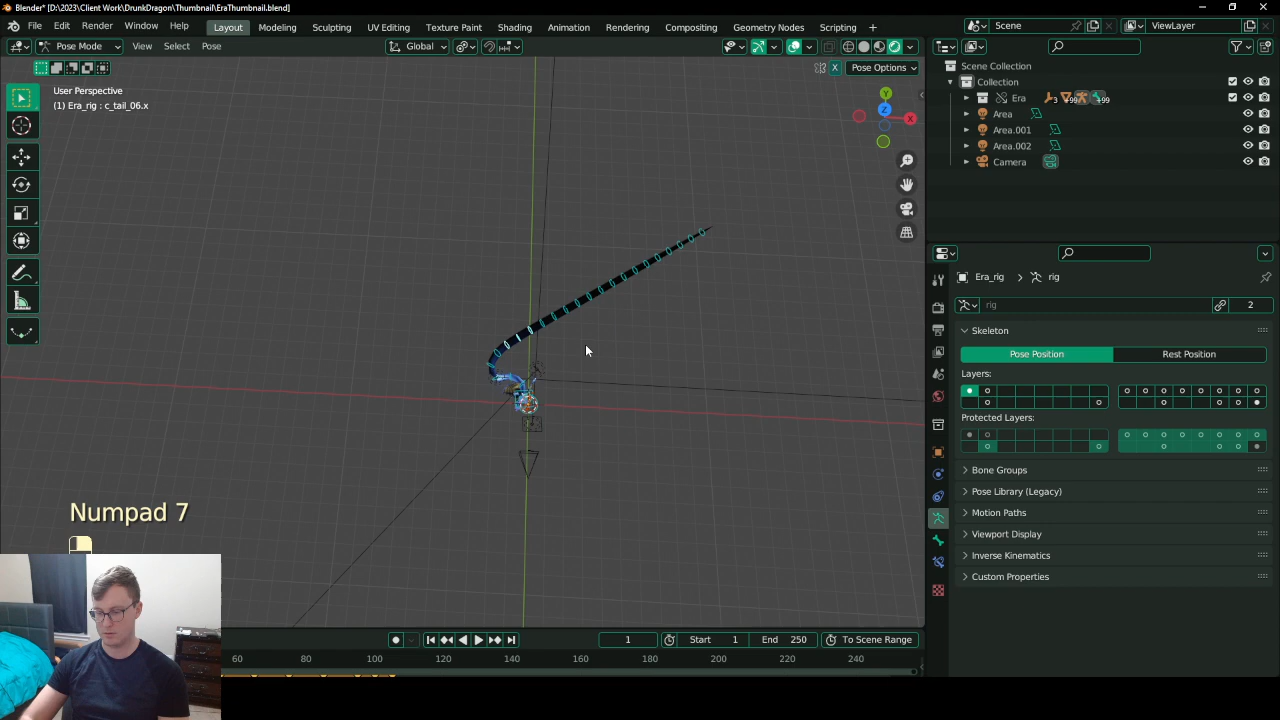 Blender* [D:\2023\Client Work\DrunkDragon\Thumbnail\EraThumbnail.blend]
File Edit Render Window Help Layout Modeling Sculpting UV Editing Texture Paint Shading Animation Rendering Compositing Geometry Nodes Scripting + Scene ViewLayer
Pose Mode View Select Pose Global
X Pose Options
User Perspective
(1) Era_rig : c_tail_06.x
Y
Z
X
Scene Collection
Collection
Era 3 +99 +99
Area
Area.001
Area.002
Camera
Era_rig > rig
rig 2
Skeleton
Pose Position Rest Position
Layers:
Protected Layers:
Bone Groups
Pose Library (Legacy)
Motion Paths
Viewport Display
Inverse Kinematics
Custom Properties
Numpad 7
1 Start 1 End 250 To Scene Range
60 80 100 120 140 160 180 200 220 240